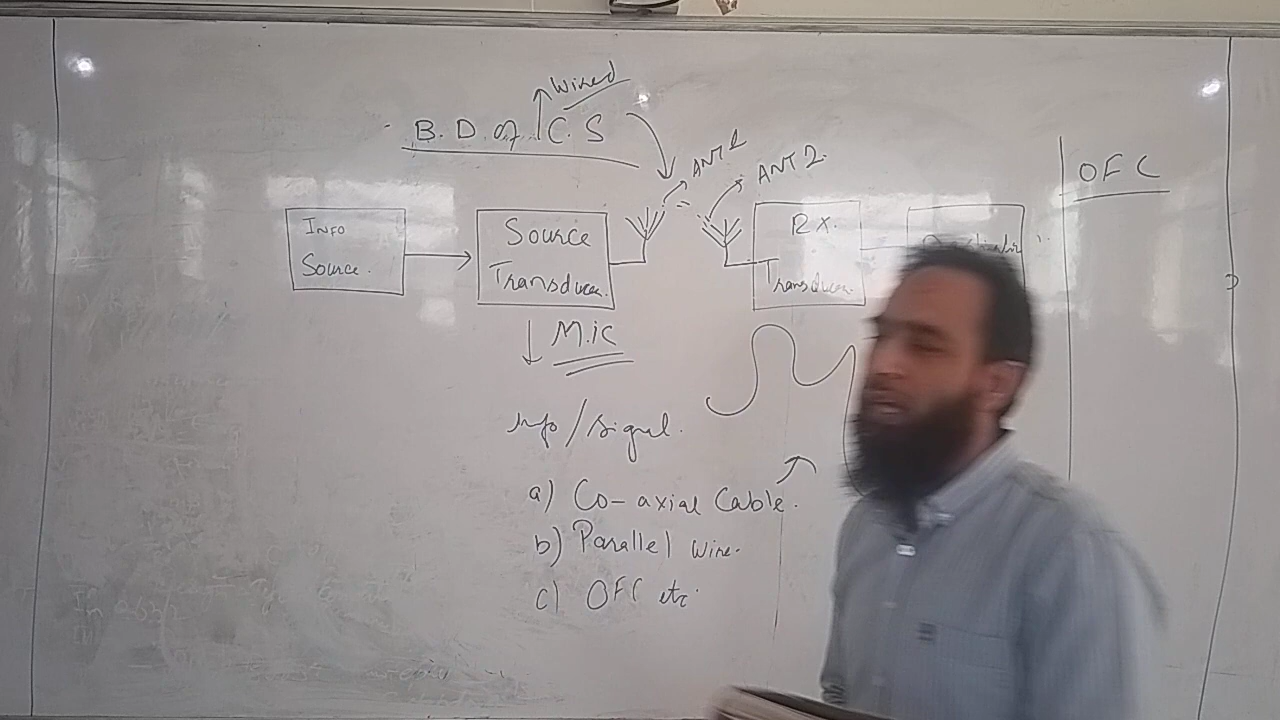 Wired
B. D. of C. S
ANT 1
ANT 2.
OFC
Info
Source.
Source
Transducer.
RX.
Transducer.
Mic
Info/signal.
a) Co-axial Cable.
b) Parallel wire.
c) OFC etc.